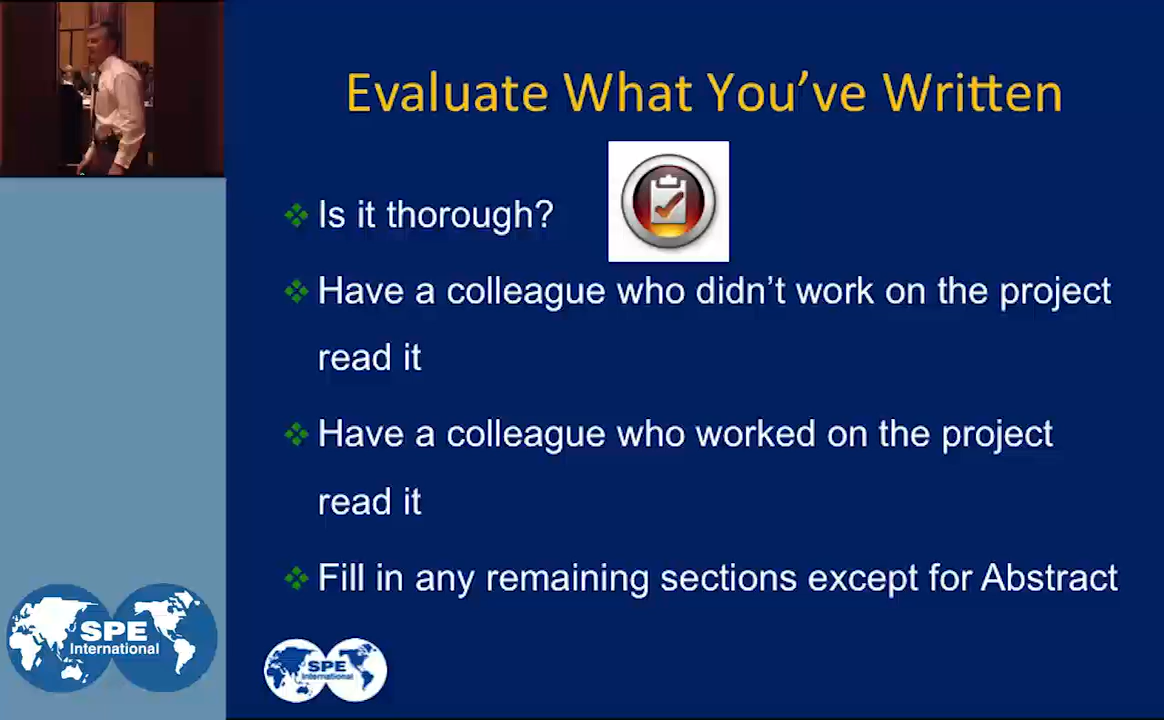 Evaluate What You've Written
Is it thorough?
Have a colleague who didn't work on the project
read it
Have a colleague who worked on the project
read it
Fill in any remaining sections except for Abstract
SPE
International
SPE
International